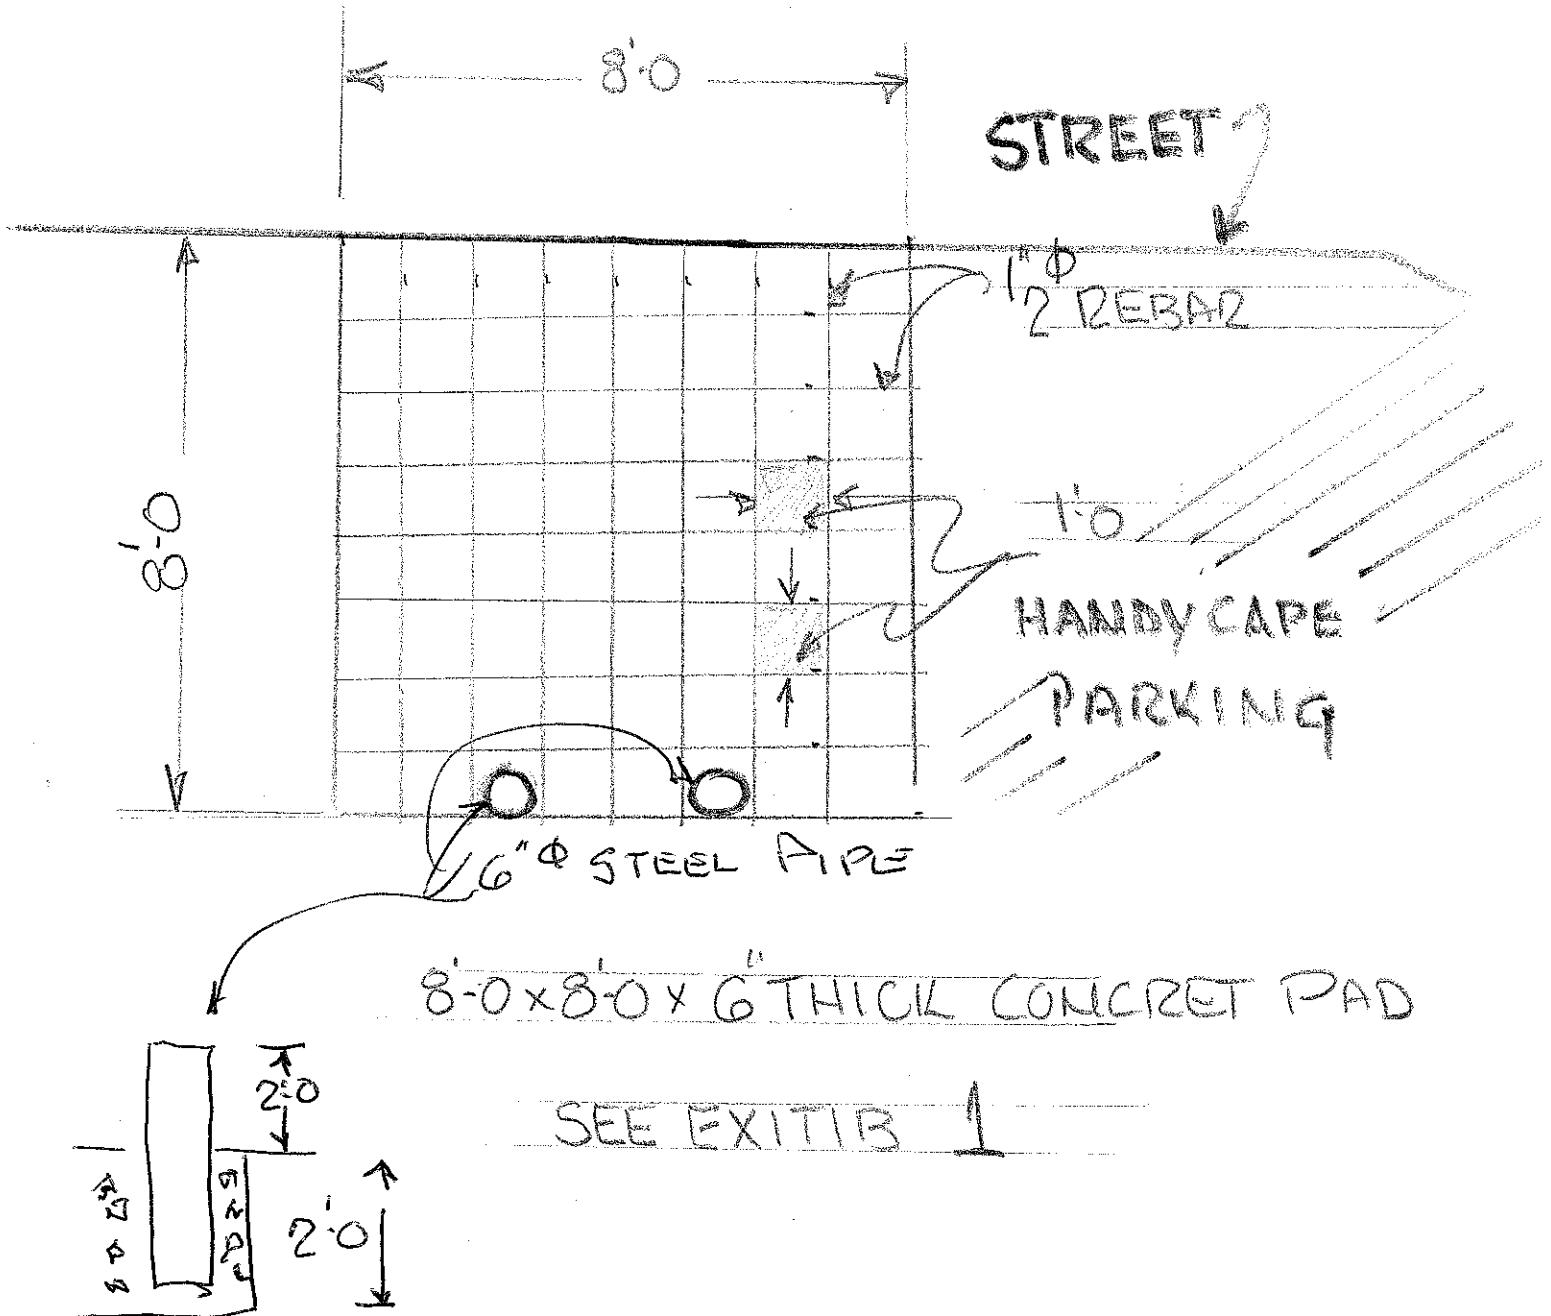 8'-0
STREET
1"Φ
2 REBAR
8'-0
1'-0
HANDY CAPE
PARKING
6"Φ STEEL PIPE
8'-0 x 8'-0 x 6" THICK CONCRET PAD
2'-0
SEE EXITIB 1
2'-0